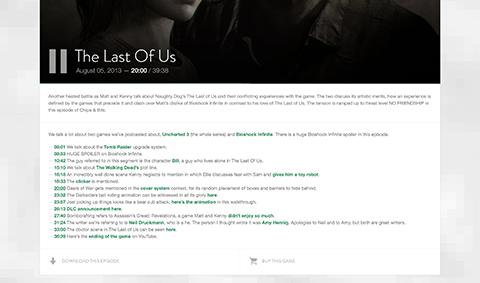 The Last Of Us
August 05, 2013 — 20:00 / 39:38
Another heated battle as Matt and Kenny talk about Naughty Dog's The Last of Us and their conflicting experiences with the game. The two discuss its artistic merits, how an experience is
defined by the games that precede it and clash over Matt's dislike of Bioshock Infinite in contrast to his love of The Last of Us. The tension is ramped up to threat level NO FRIENDSHIP in
this episode of Chips & Bits.
We talk a lot about two games we've podcasted about, Uncharted 3 (the whole series) and Bioshock Infinite. There is a huge Bioshock Infinite spoiler in this episode.
00:01 We talk about the Tomb Raider upgrade system.
HUGE SPOILER on Bioshock Infinite.
10:42 The guy referred to in this segment is the character Bill, a guy who lives alone in The Last Of Us.
15:10 We talk about The Walking Dead's plot line.
16:16 An incredibly well done scene Kenny neglects to mention in which Ellie discusses fear with Sam and gives him a toy robot.
18:33 The clicker is mentioned.
20:00 Gears of War gets mentioned in the cover system context, for its random placement of boxes and barriers to hide behind.
23:02 The Darksiders ball riding animation can be witnessed in all its glory here
23:57 Joel picking up things looks like a bear cub attack, here's the animation in this walkthrough.
26:13 DLC announcement here.
27:40 Bombcrafting refers to Assassin's Creed: Revelations, a game Matt and Kenny didn't enjoy so much.
31:24 The writer we're referring to is Neil Druckmann, who is a he. The person I thought wrote it was Amy Hennig. Apologies to Neil and to Amy, but both are great writers.
33:00 The doctor scene in The Last of Us can be seen here.
Here's the ending of the game on YouTube.
DOWNLOAD THIS EPISODE
BUY THIS GAME